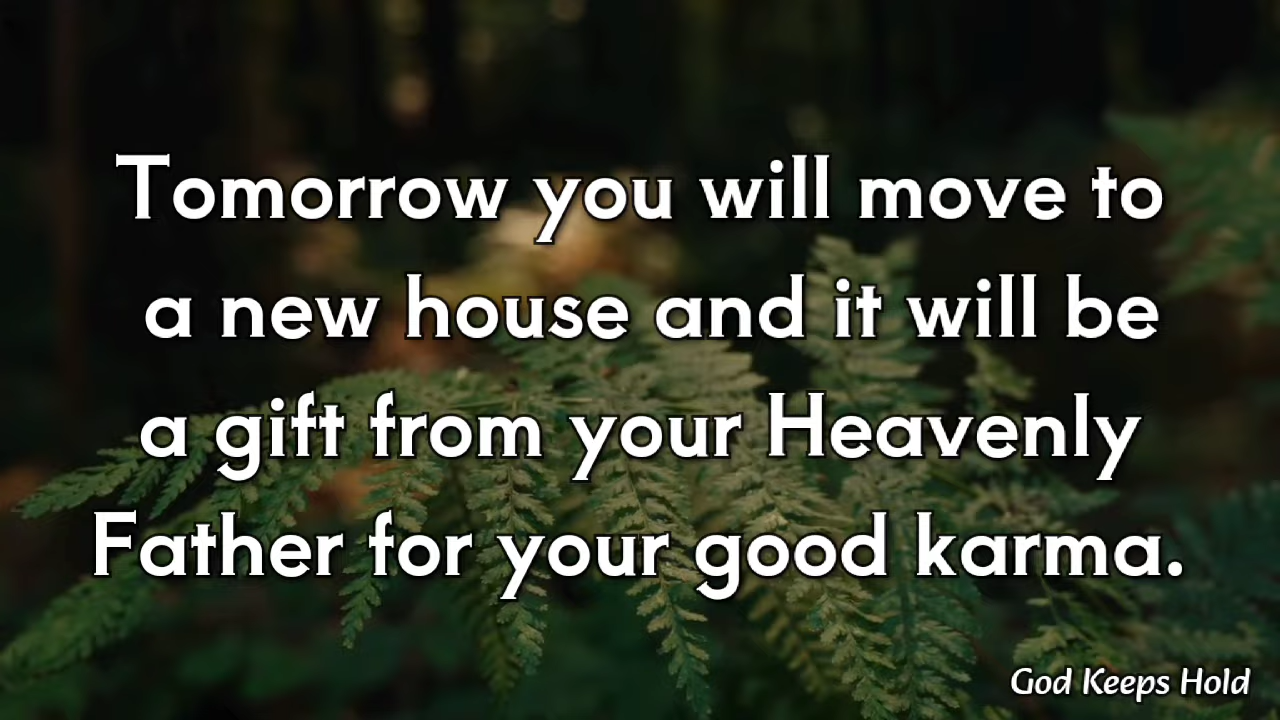 Tomorrow you will move to
a new house and it will be
a gift from your Heavenly
Father for your good karma.
God Keeps Hold